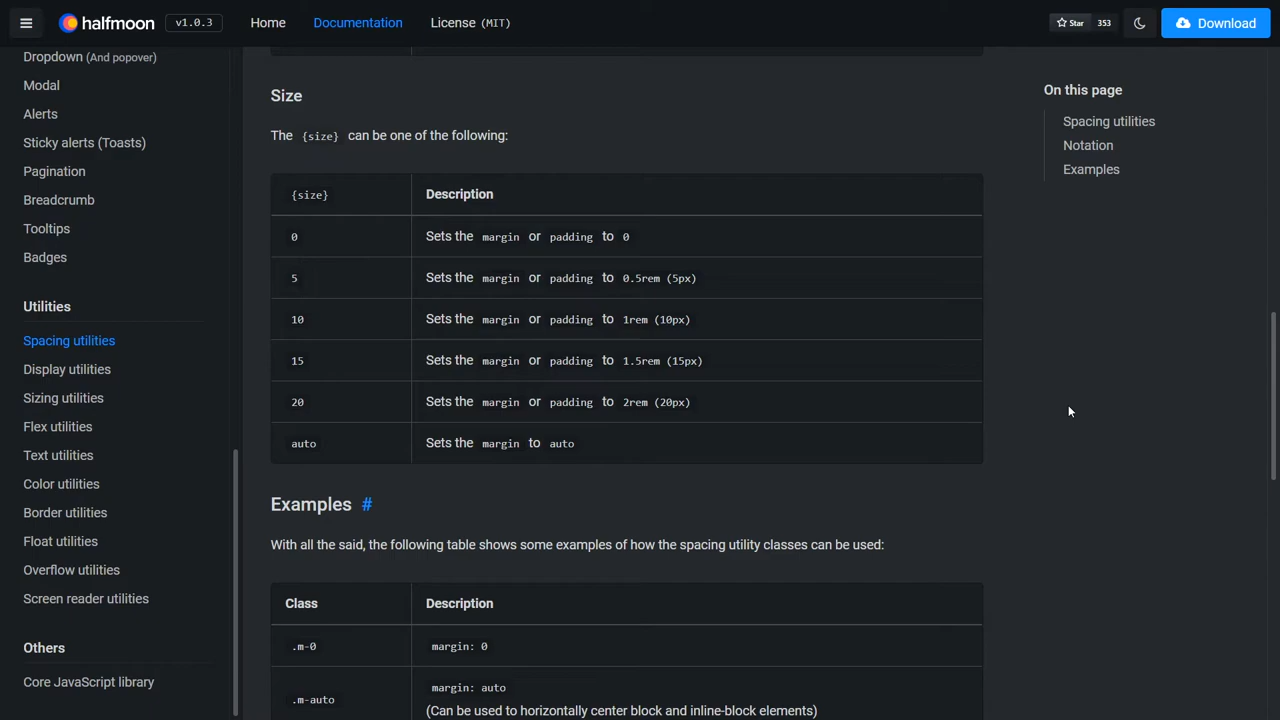 halfmoon v1.0.3 Home Documentation License (MIT) Star 353 Download
Dropdown (And popover)
Modal
Alerts
Sticky alerts (Toasts)
Pagination
Breadcrumb
Tooltips
Badges
Utilities
Spacing utilities
Display utilities
Sizing utilities
Flex utilities
Text utilities
Color utilities
Border utilities
Float utilities
Overflow utilities
Screen reader utilities
Others
Core JavaScript library
Size
The {size} can be one of the following:
{size} Description
0 Sets the margin or padding to 0
5 Sets the margin or padding to 0.5rem (5px)
10 Sets the margin or padding to 1rem (10px)
15 Sets the margin or padding to 1.5rem (15px)
20 Sets the margin or padding to 2rem (20px)
auto Sets the margin to auto
Examples #
With all the said, the following table shows some examples of how the spacing utility classes can be used:
Class Description
.m-0 margin: 0
.m-auto margin: auto
(Can be used to horizontally center block and inline-block elements)
On this page
Spacing utilities
Notation
Examples